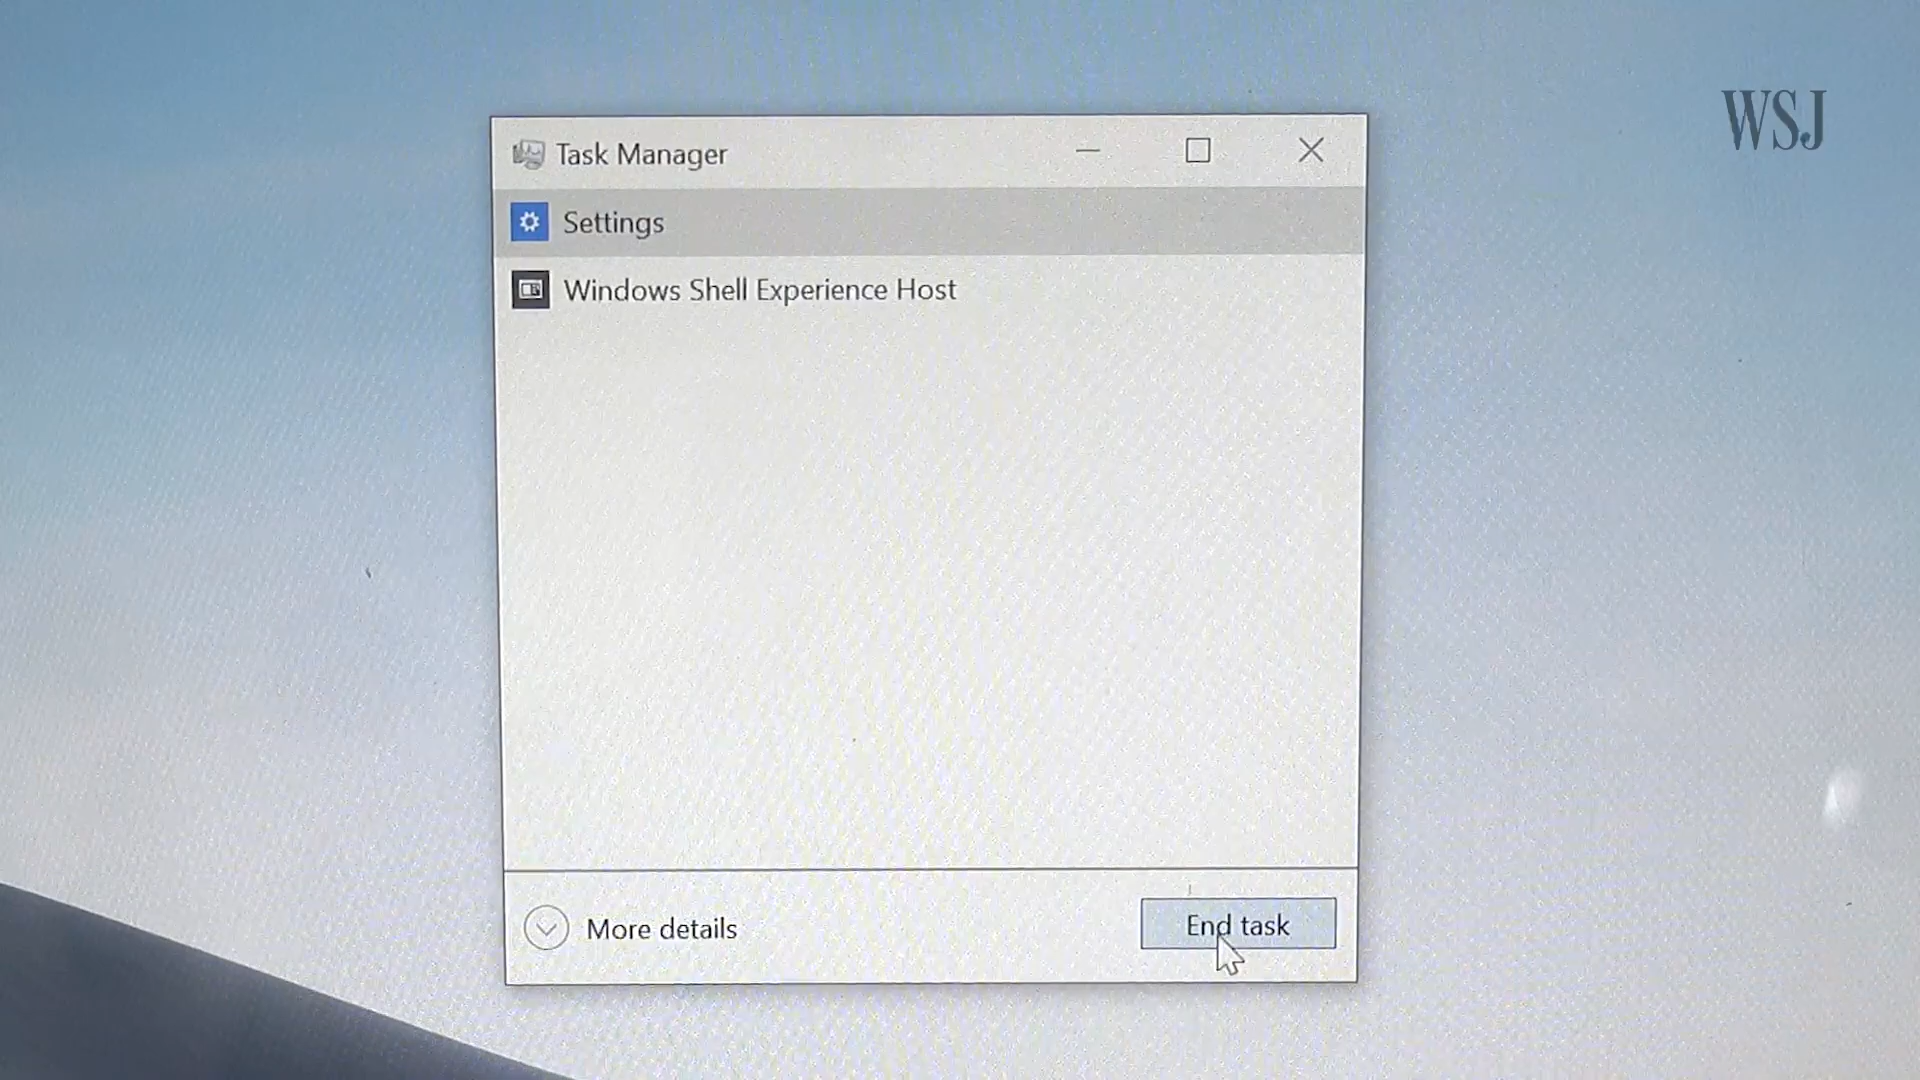 WSJ
Task Manager
Settings
Windows Shell Experience Host
More details
End task